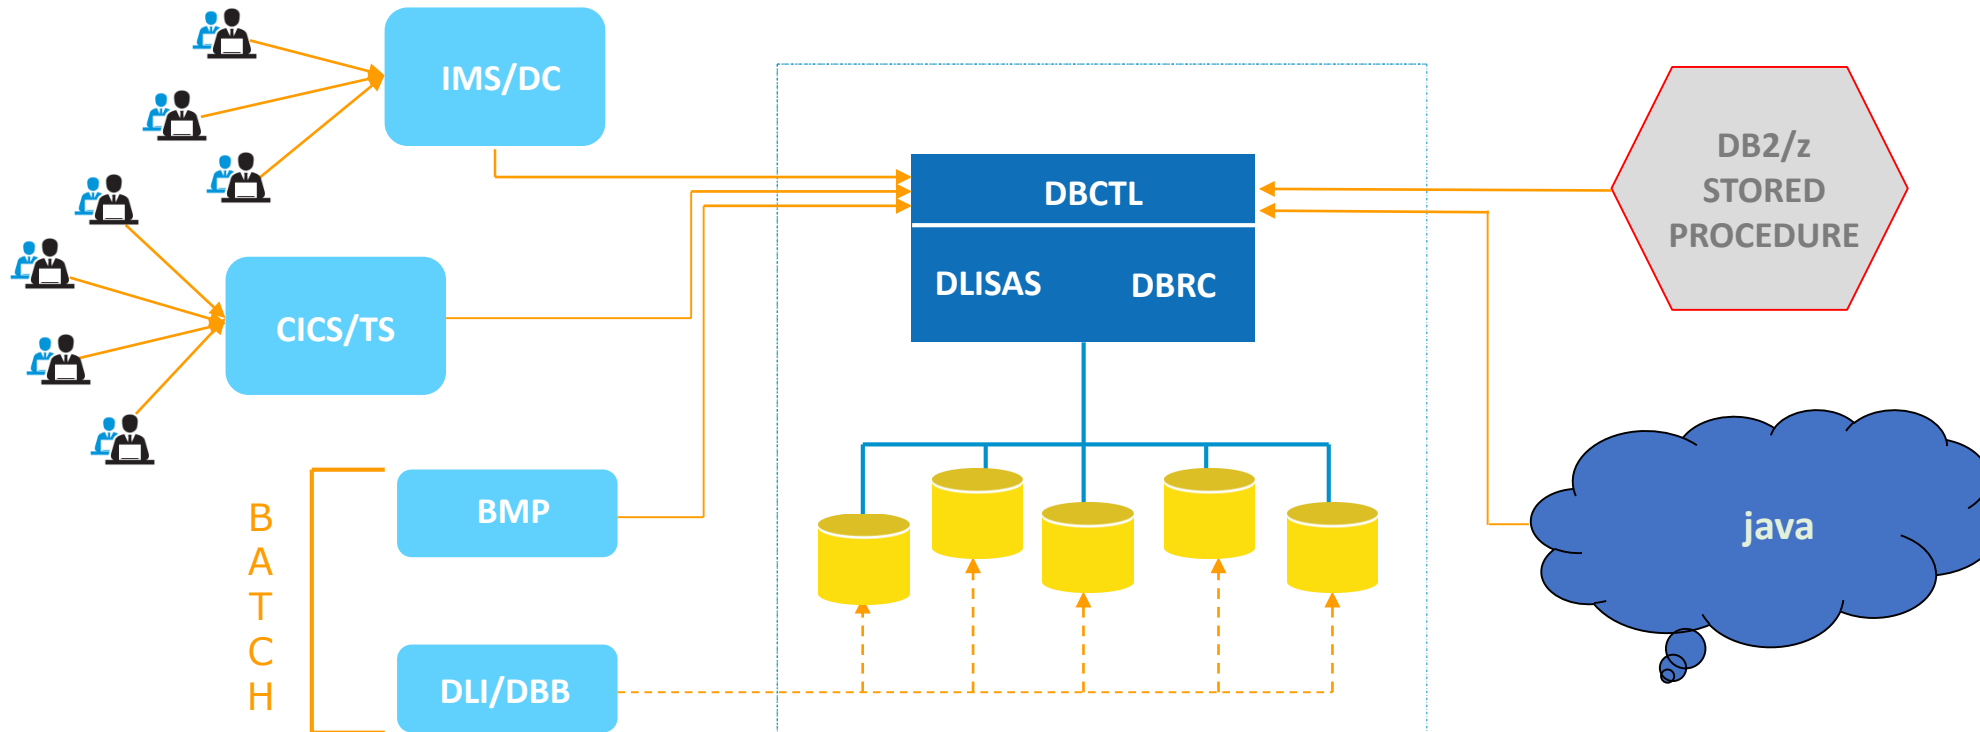 IMS/DC
DBCTL
DLISAS
DBRC
DB2/z
STORED
PROCEDURE
CICS/TS
B
A
T
C
H
BMP
DLI/DBB
java